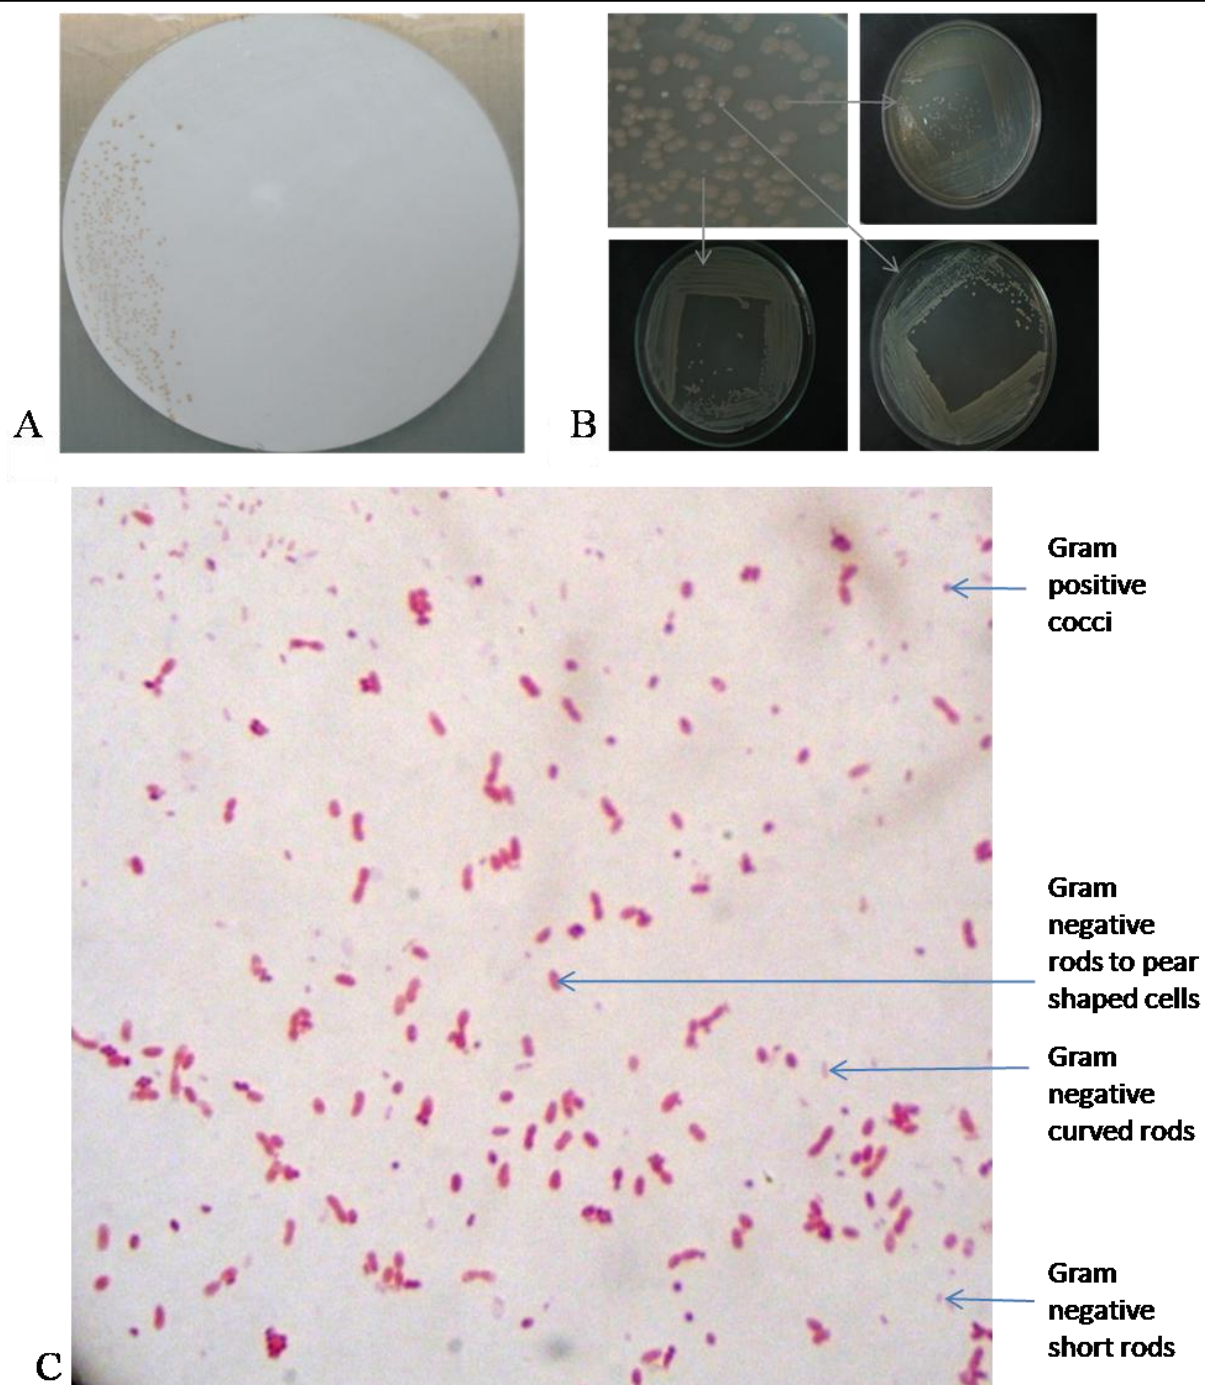 A
B
Gram
positive
cocci
Gram
negative
rods to pear
shaped cells
Gram
negative
curved rods
Gram
negative
short rods
C